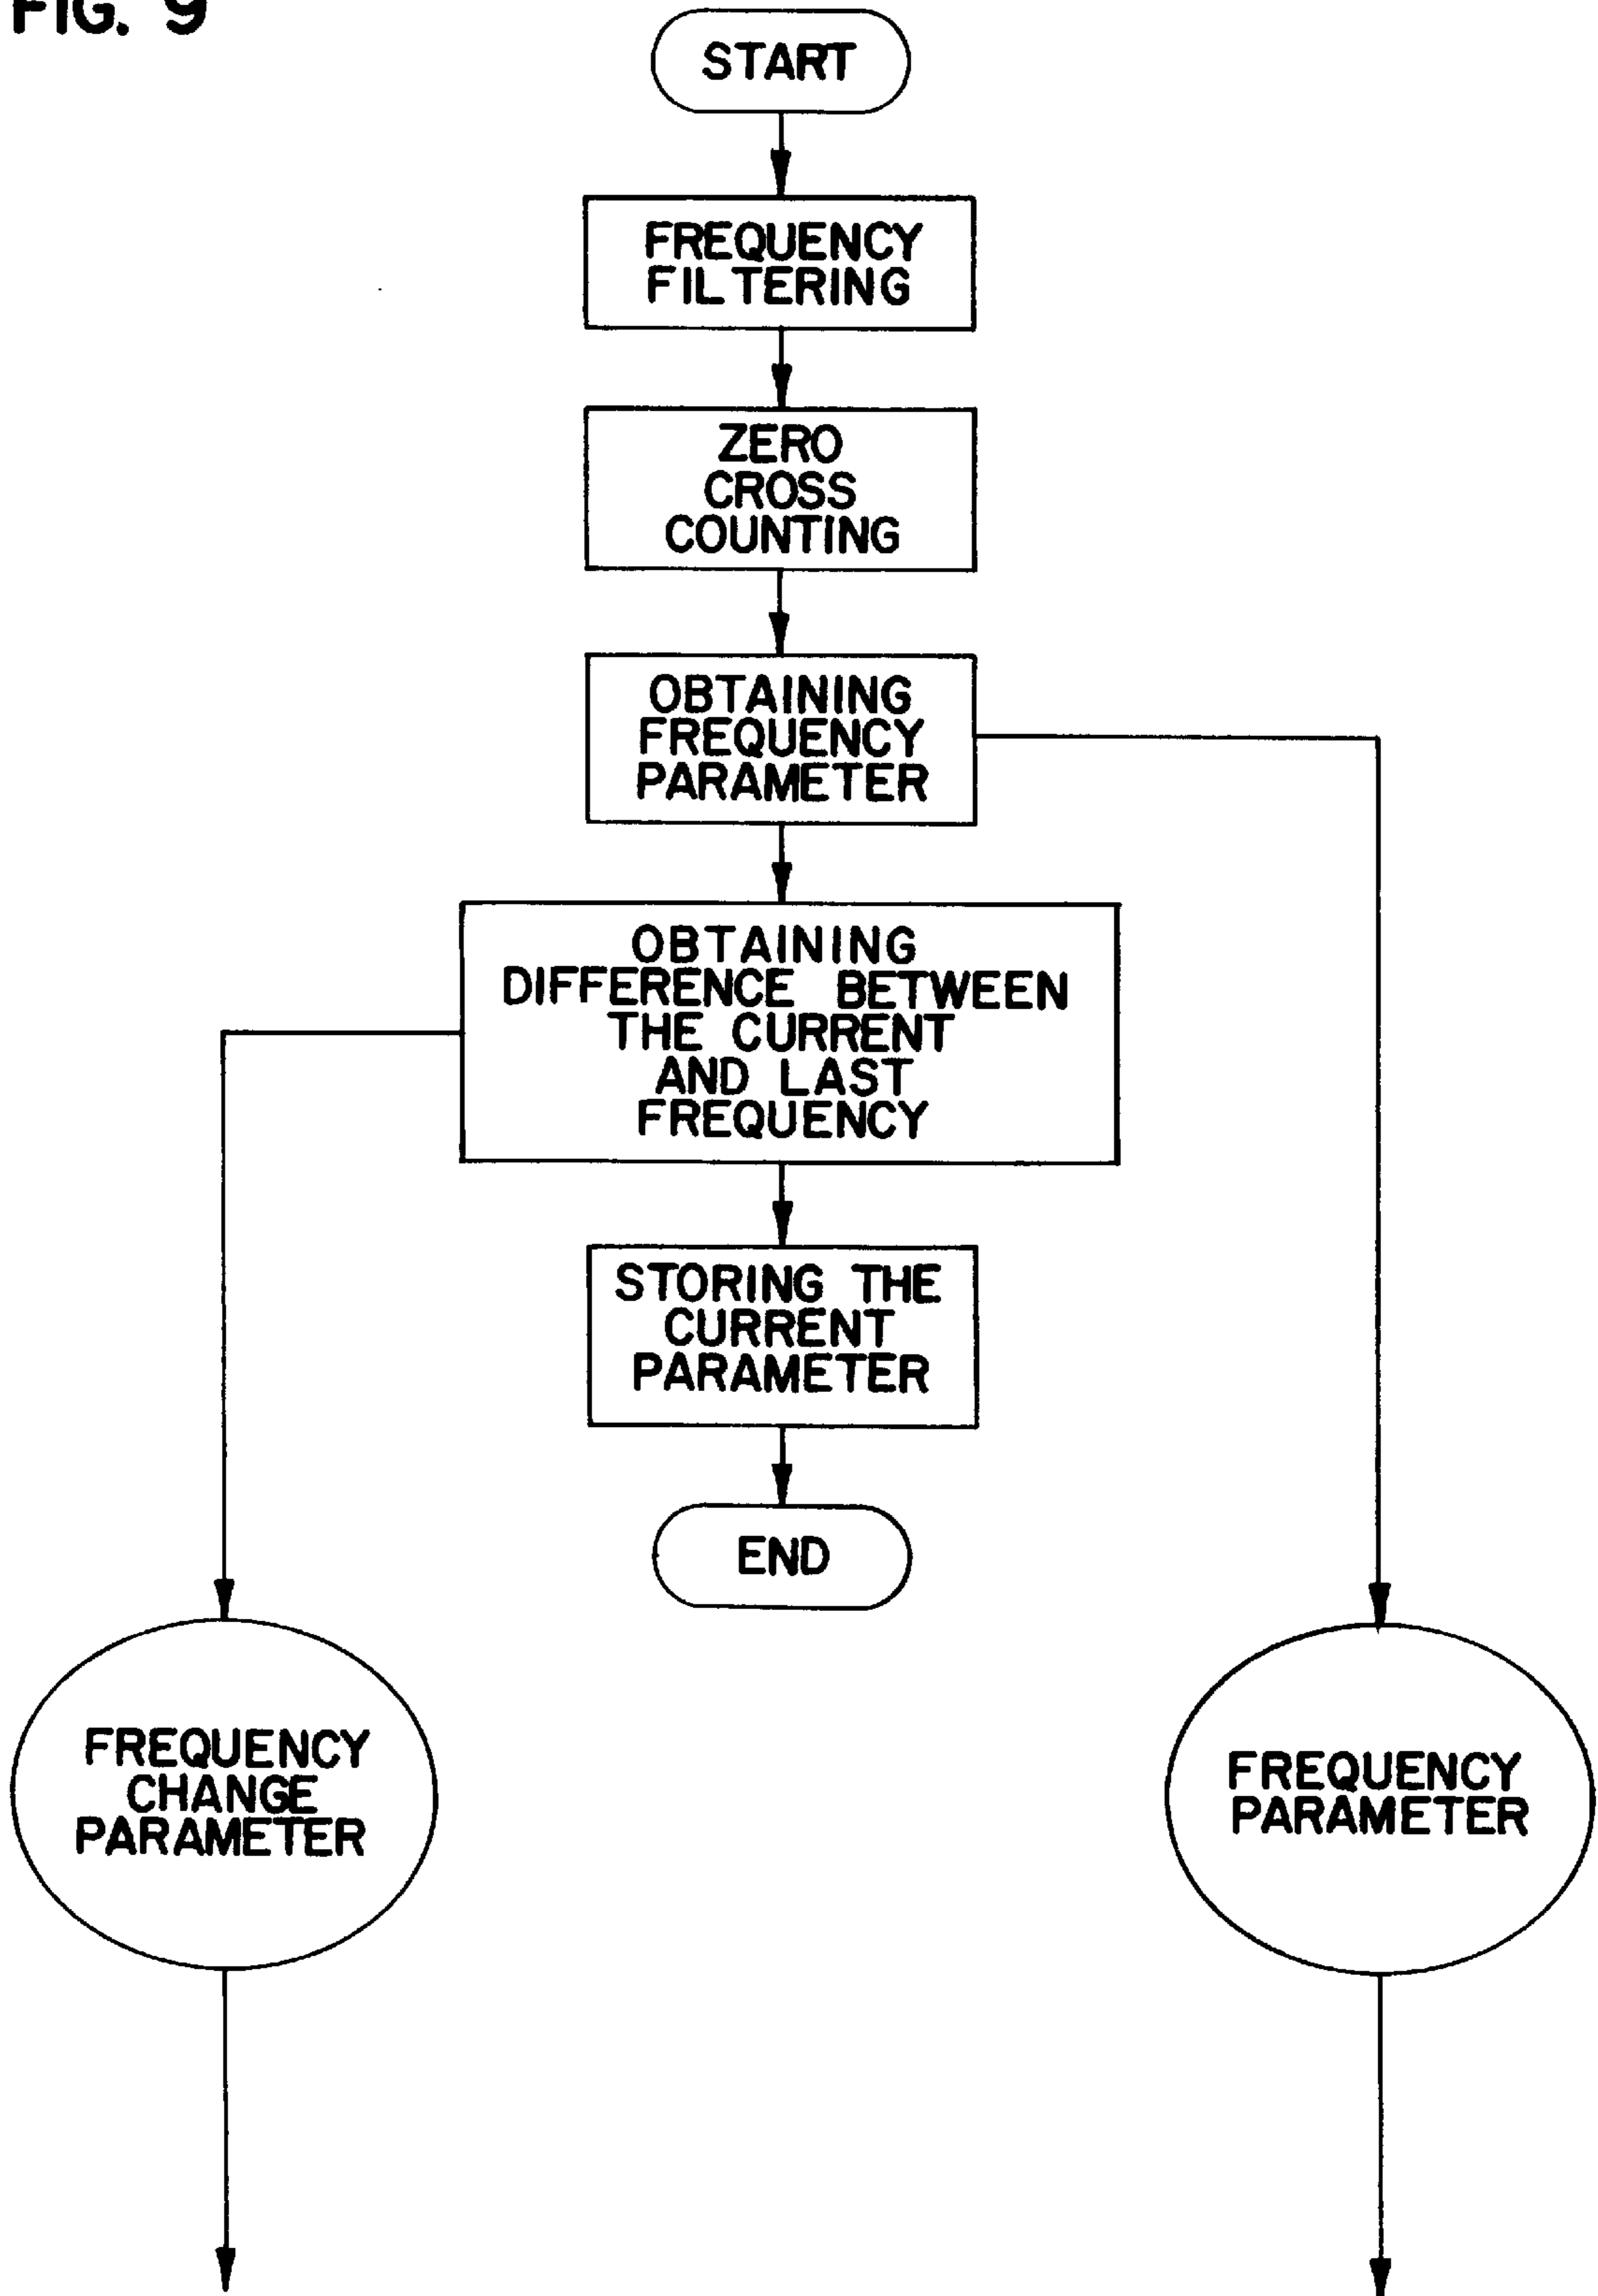 FIG. 9
START
FREQUENCY
FILTERING
ZERO
CROSS
COUNTING
OBTAINING
FREQUENCY
PARAMETER
OBTAINING
DIFFERENCE BETWEEN
THE CURRENT
AND LAST
FREQUENCY
STORING THE
CURRENT
PARAMETER
END
FREQUENCY
CHANGE
PARAMETER
FREQUENCY
PARAMETER